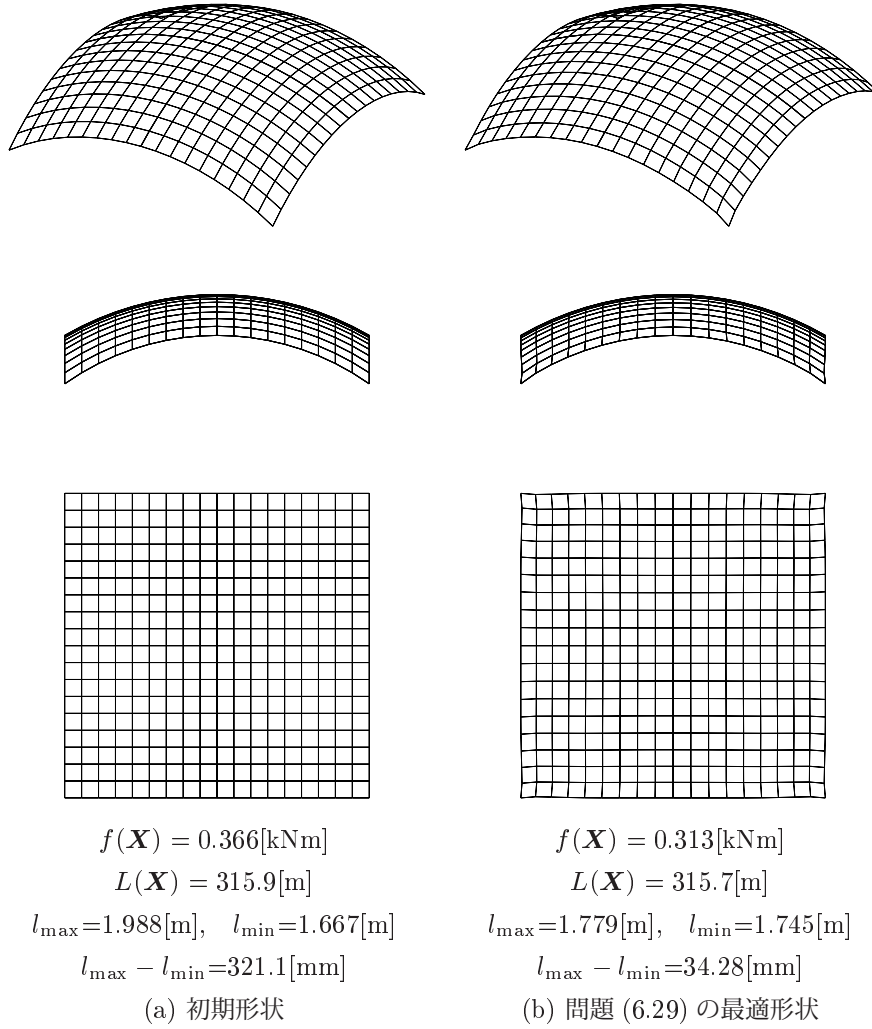 f(X) = 0.366[kNm]
L(X) = 315.9[m]
l_max=1.988[m], l_min=1.667[m]
l_max − l_min=321.1[mm]
(a) 初期形状
f(X) = 0.313[kNm]
L(X) = 315.7[m]
l_max=1.779[m], l_min=1.745[m]
l_max − l_min=34.28[mm]
(b) 問題 (6.29) の最適形状